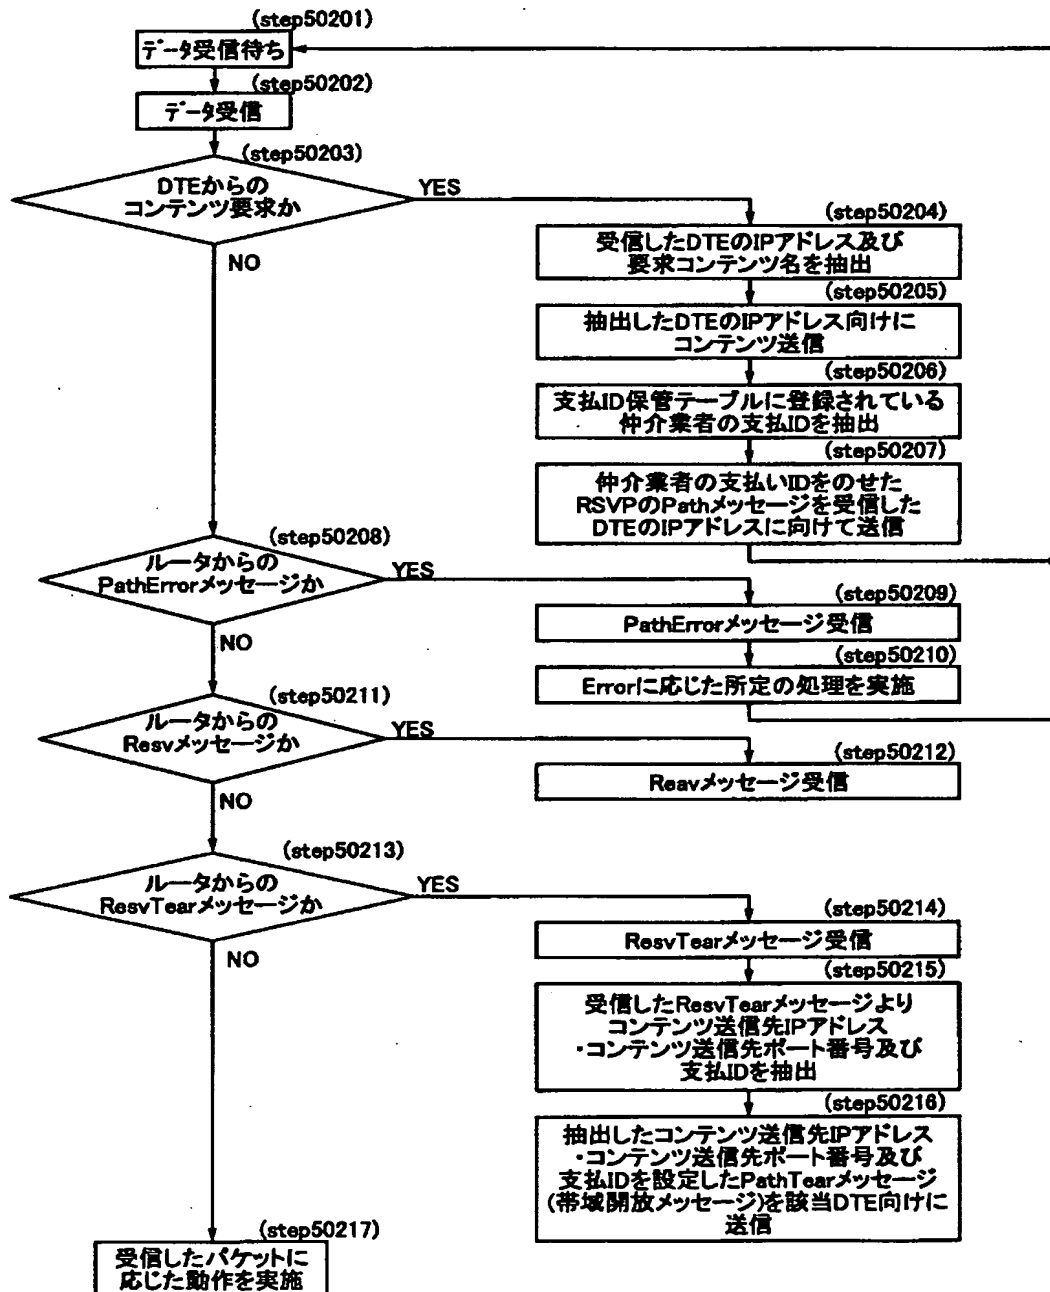 (step50201)
データ受信待ち
(step50202)
データ受信
(step50203)
DTEからの
コンテンツ要求か
YES
NO
(step50204)
受信したDTEのIPアドレス及び
要求コンテンツ名を抽出
(step50205)
抽出したDTEのIPアドレス向けに
コンテンツ送信
(step50206)
支払ID保管テーブルに登録されている
仲介業者の支払IDを抽出
(step50207)
仲介業者の支払いIDをのせた
RSVPのPathメッセージを受信した
DTEのIPアドレスに向けて送信
(step50208)
ルータからの
PathErrorメッセージか
YES
NO
(step50209)
PathErrorメッセージ受信
(step50210)
Errorに応じた所定の処理を実施
(step50211)
ルータからの
Resvメッセージか
YES
NO
(step50212)
Reavメッセージ受信
(step50213)
ルータからの
ResvTearメッセージか
YES
NO
(step50214)
ResvTearメッセージ受信
(step50215)
受信したResvTearメッセージより
コンテンツ送信先IPアドレス
・コンテンツ送信先ポート番号及び
支払IDを抽出
(step50216)
抽出したコンテンツ送信先IPアドレス
・コンテンツ送信先ポート番号及び
支払IDを設定したPathTearメッセージ
(帯域開放メッセージ)を該当DTE向けに
送信
(step50217)
受信したパケットに
応じた動作を実施